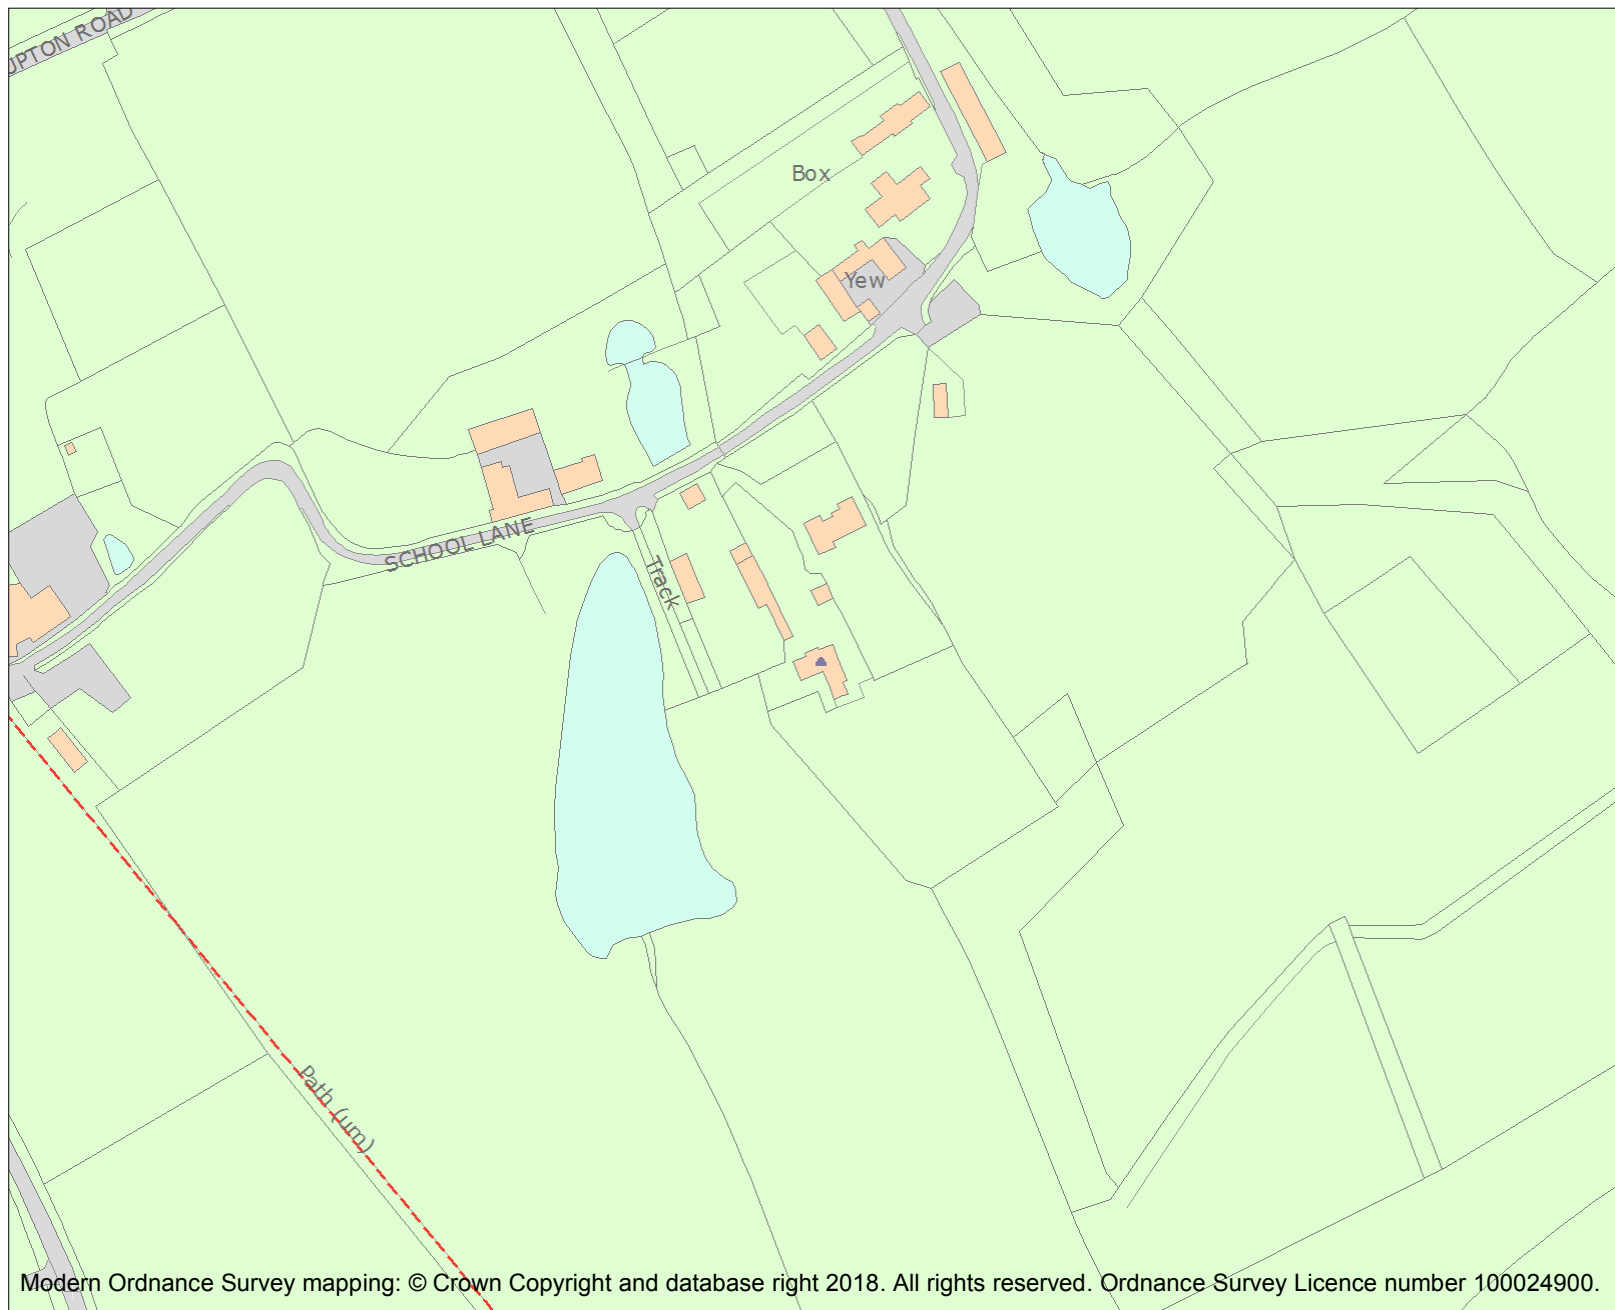 UPTON ROAD
Box
Yew
SCHOOL LANE
Track
Path (um)
Modern Ordnance Survey mapping: © Crown Copyright and database right 2018. All rights reserved. Ordnance Survey Licence number 100024900.